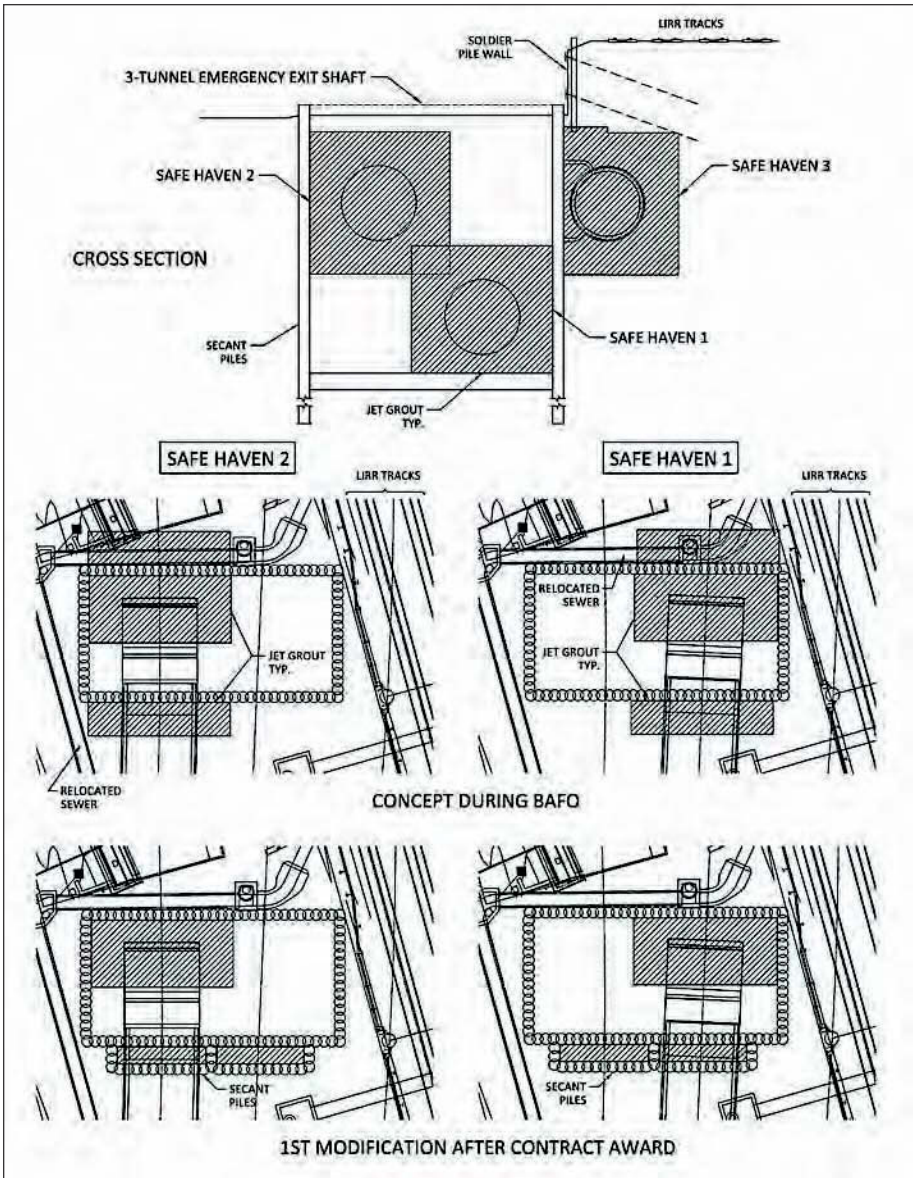 LIRR TRACKS
SOLDIER
PILE WALL
3-TUNNEL EMERGENCY EXIT SHAFT
SAFE HAVEN 2
SAFE HAVEN 3
CROSS SECTION
SECANT
PILES
SAFE HAVEN 1
JET GROUT
TYP.
SAFE HAVEN 2
SAFE HAVEN 1
LIRR TRACKS
LIRR TRACKS
RELOCATED
SEWER
JET GROUT
TYP.
JET GROUT
TYP.
RELOCATED
SEWER
CONCEPT DURING BAFO
SECANT
PILES
SECANT
PILES
1ST MODIFICATION AFTER CONTRACT AWARD